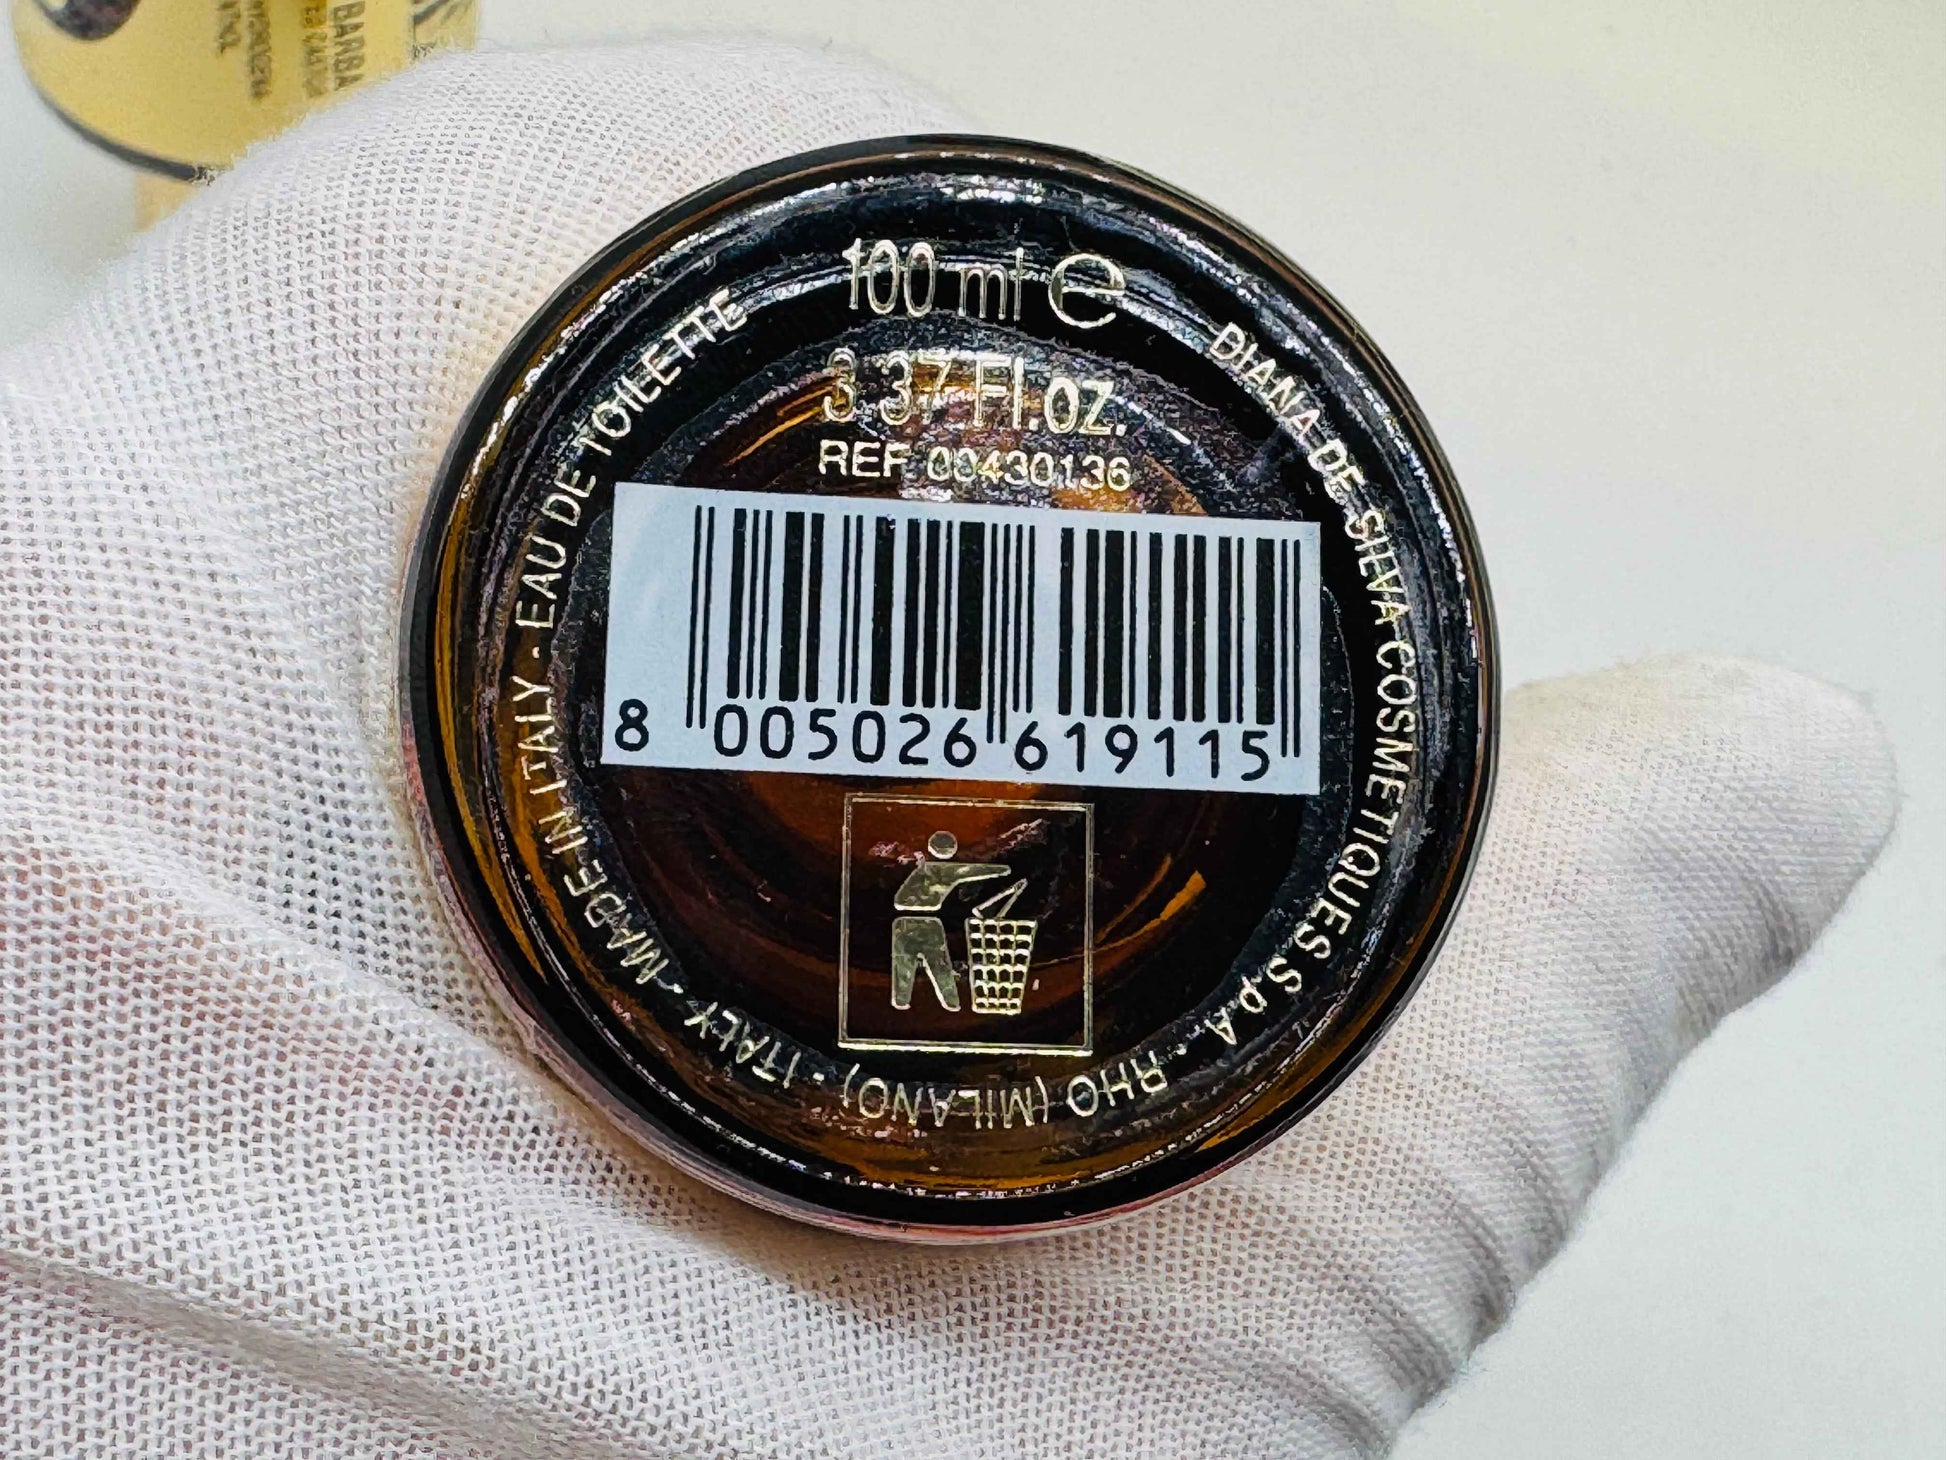 BARBA
100 ml e
3.37 Fl.oz.
REF. 00430136
8 005026 619115
DIANA DE SILVA COSMETIQUES S.p.A. - RHO (MILANO) - ITALY - MADE IN ITALY - EAU DE TOILETTE